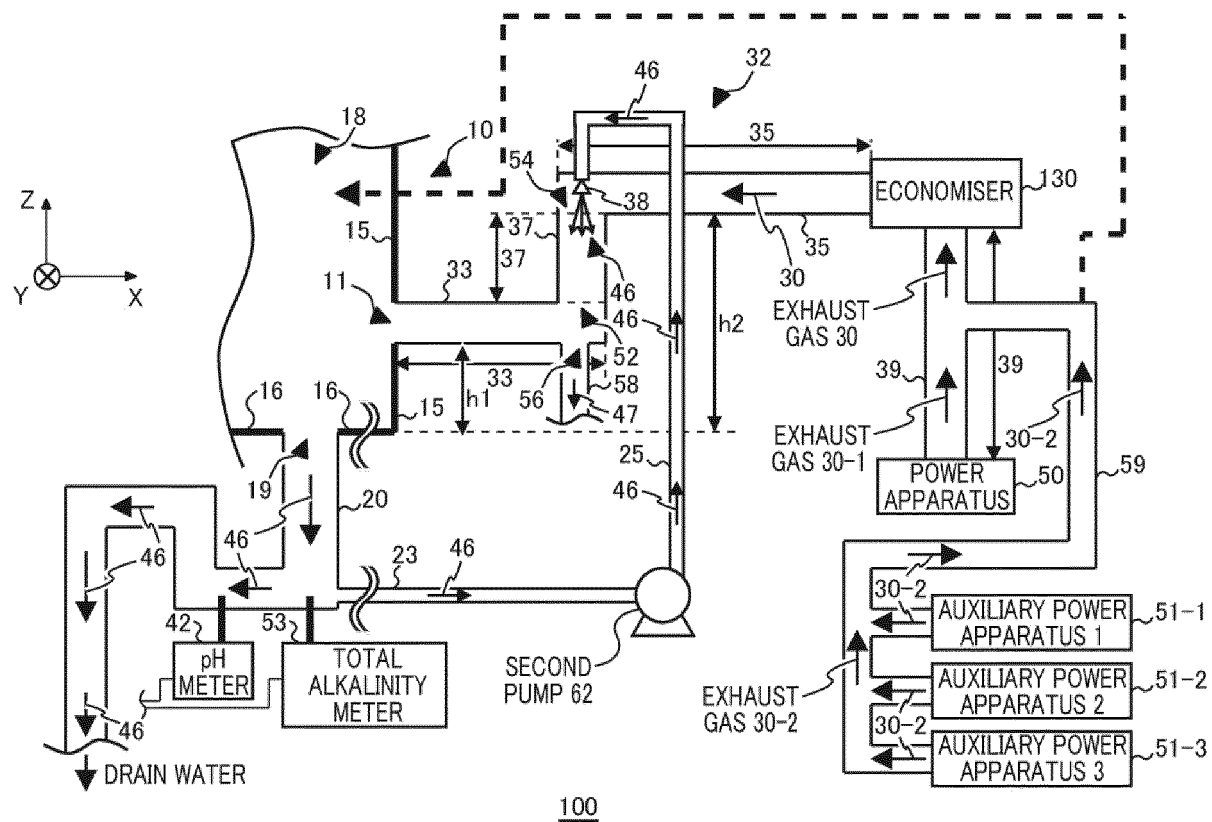 32
46
18
10
35
54
ECONOMISER
130
Z
38
15
37
37
30
35
Y
X
11
33
46
EXHAUST
GAS 30
h2
46
52
39
39
16
16
h1
33
56
58
47
15
EXHAUST
GAS 30-1
30-2
25
POWER
APPARATUS
50
59
19
46
20
46
46
46
46
23
46
30-2
30-2
42
53
AUXILIARY POWER
APPARATUS 1
51-1
pH
METER
TOTAL
ALKALINITY
METER
SECOND
PUMP 62
EXHAUST
GAS 30-2
AUXILIARY POWER
APPARATUS 2
51-2
30-2
46
AUXILIARY POWER
APPARATUS 3
51-3
DRAIN WATER
100